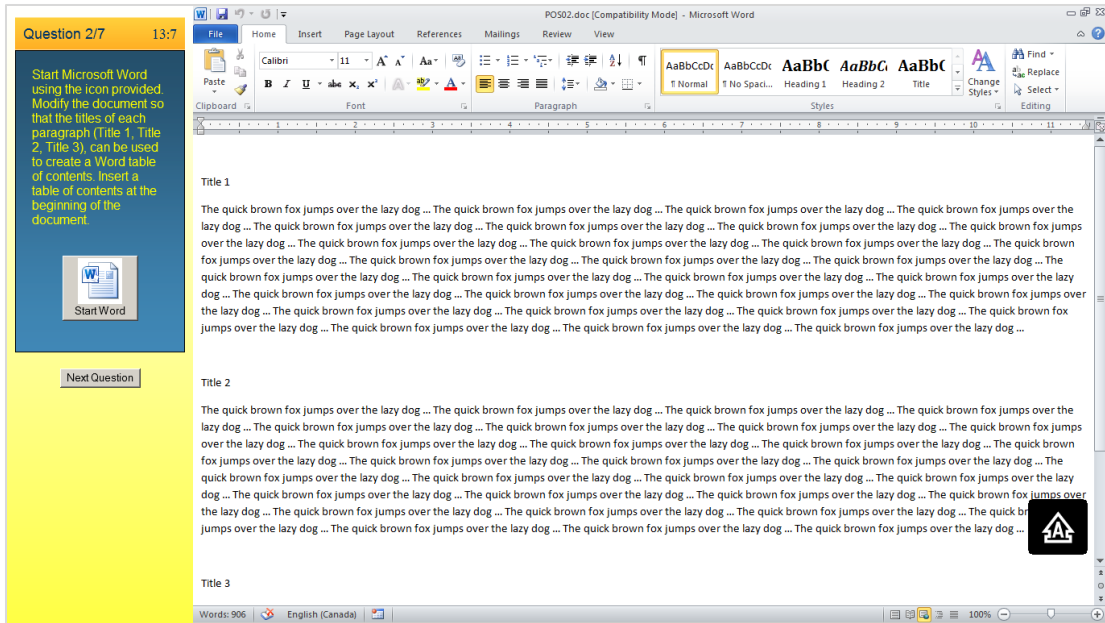 Question 2/7 13:7
Start Microsoft Word
using the icon provided.
Modify the document so
that the titles of each
paragraph (Title 1, Title
2, Title 3), can be used
to create a Word table
of contents. Insert a
table of contents at the
beginning of the
document.
Start Word
Next Question
POS02.doc [Compatibility Mode] - Microsoft Word
File Home Insert Page Layout References Mailings Review View
Paste
Calibri 11
AaBbCcDc AaBbCcDc AaBb( AaBbC AaBb(
¶ Normal ¶ No Spaci... Heading 1 Heading 2 Title
Change
Styles
Find
Replace
Select
Clipboard Font Paragraph Styles Editing
1 2 3 4 5 6 7 8 9 10 11
Title 1
The quick brown fox jumps over the lazy dog ... The quick brown fox jumps over the lazy dog ... The quick brown fox jumps over the lazy dog ... The quick brown fox jumps over the
lazy dog ... The quick brown fox jumps over the lazy dog ... The quick brown fox jumps over the lazy dog ... The quick brown fox jumps over the lazy dog ... The quick brown fox jumps
over the lazy dog ... The quick brown fox jumps over the lazy dog ... The quick brown fox jumps over the lazy dog ... The quick brown fox jumps over the lazy dog ... The quick brown
fox jumps over the lazy dog ... The quick brown fox jumps over the lazy dog ... The quick brown fox jumps over the lazy dog ... The quick brown fox jumps over the lazy dog ... The
quick brown fox jumps over the lazy dog ... The quick brown fox jumps over the lazy dog ... The quick brown fox jumps over the lazy dog ... The quick brown fox jumps over the lazy
dog ... The quick brown fox jumps over the lazy dog ... The quick brown fox jumps over the lazy dog ... The quick brown fox jumps over the lazy dog ... The quick brown fox jumps over
the lazy dog ... The quick brown fox jumps over the lazy dog ... The quick brown fox jumps over the lazy dog ... The quick brown fox jumps over the lazy dog ... The quick brown fox
jumps over the lazy dog ... The quick brown fox jumps over the lazy dog ... The quick brown fox jumps over the lazy dog ... The quick brown fox jumps over the lazy dog ...
Title 2
The quick brown fox jumps over the lazy dog ... The quick brown fox jumps over the lazy dog ... The quick brown fox jumps over the lazy dog ... The quick brown fox jumps over the
lazy dog ... The quick brown fox jumps over the lazy dog ... The quick brown fox jumps over the lazy dog ... The quick brown fox jumps over the lazy dog ... The quick brown fox jumps
over the lazy dog ... The quick brown fox jumps over the lazy dog ... The quick brown fox jumps over the lazy dog ... The quick brown fox jumps over the lazy dog ... The quick brown
fox jumps over the lazy dog ... The quick brown fox jumps over the lazy dog ... The quick brown fox jumps over the lazy dog ... The quick brown fox jumps over the lazy dog ... The
quick brown fox jumps over the lazy dog ... The quick brown fox jumps over the lazy dog ... The quick brown fox jumps over the lazy dog ... The quick brown fox jumps over the lazy
dog ... The quick brown fox jumps over the lazy dog ... The quick brown fox jumps over the lazy dog ... The quick brown fox jumps over the lazy dog ... The quick brown fox jumps over
the lazy dog ... The quick brown fox jumps over the lazy dog ... The quick brown fox jumps over the lazy dog ... The quick brown fox jumps over the lazy dog ... The quick
jumps over the lazy dog ... The quick brown fox jumps over the lazy dog ... The quick brown fox jumps over the lazy dog ... The quick brown fox jumps over the lazy dog ...
Title 3
Words: 906 English (Canada) 100%